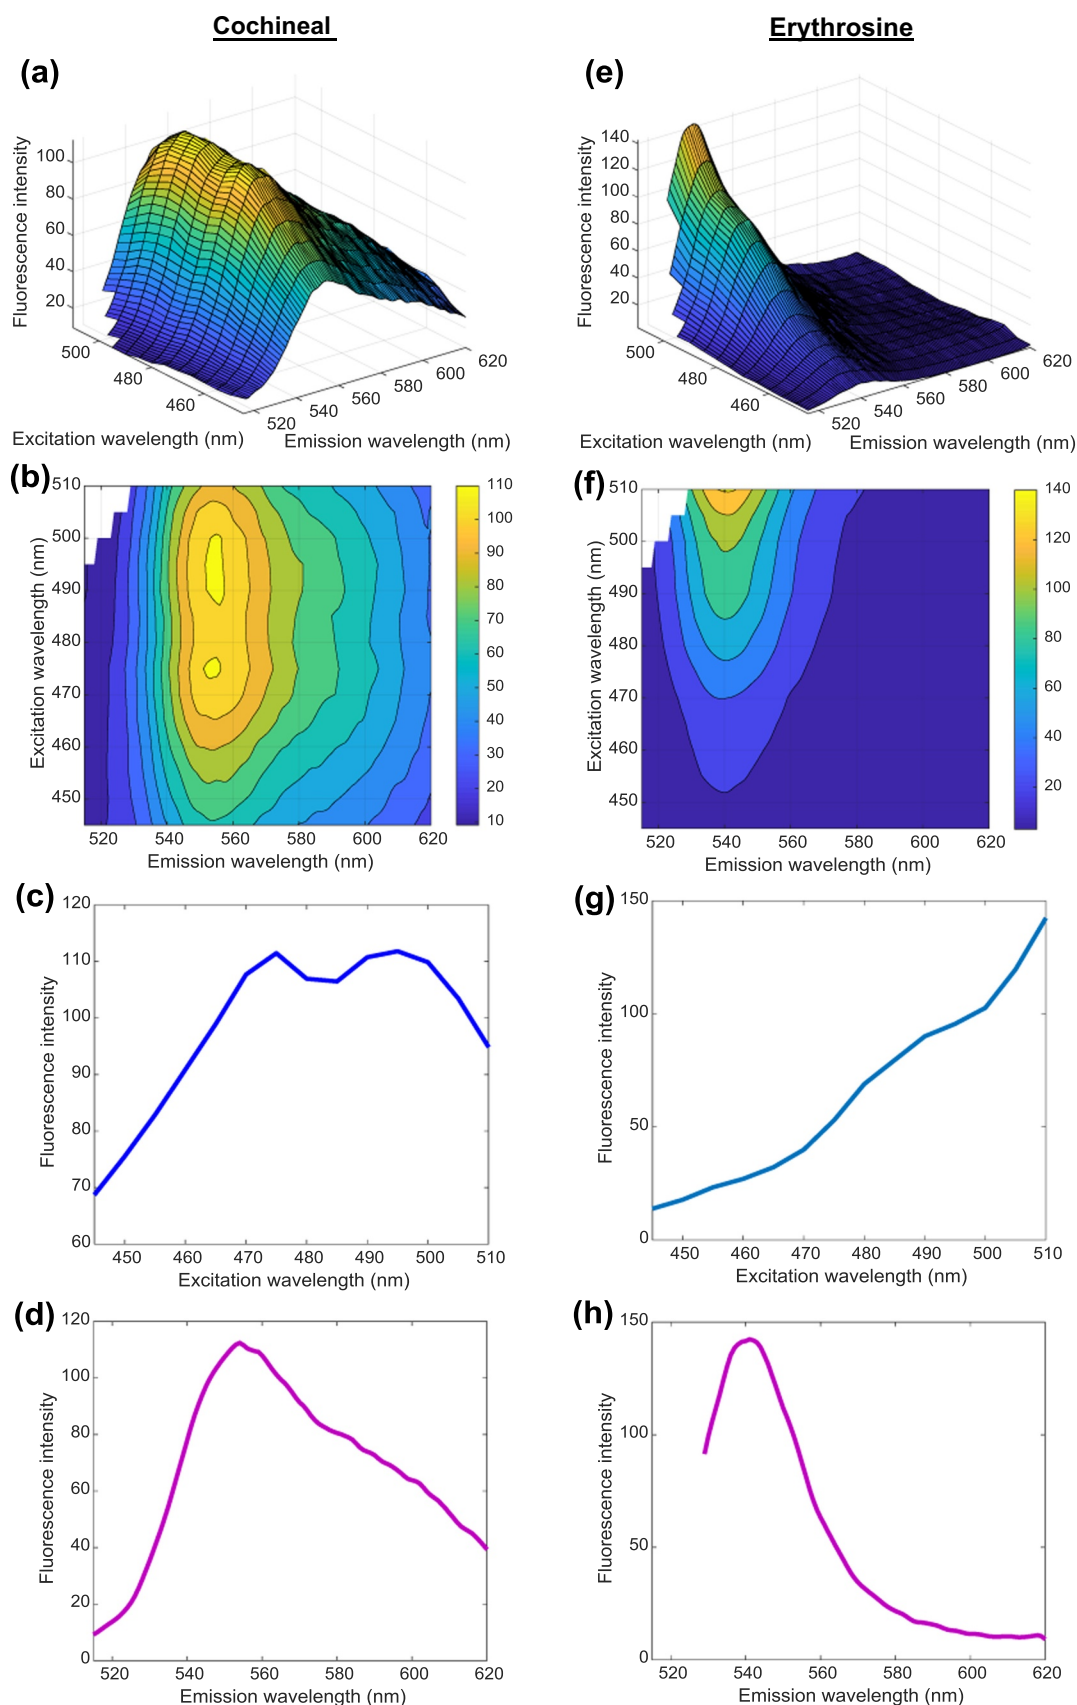 Cochineal
Erythrosine
(a)
Fluorescence intensity
100
80
60
40
20
500
480
460
Excitation wavelength (nm)
520
540
560
580
600
620
Emission wavelength (nm)
(e)
Fluorescence intensity
140
120
100
80
60
40
20
500
480
460
Excitation wavelength (nm)
520
540
560
580
600
620
Emission wavelength (nm)
(b)
Excitation wavelength (nm)
510
500
490
480
470
460
450
520 540 560 580 600 620
Emission wavelength (nm)
110
100
90
80
70
60
50
40
30
20
10
(f)
Excitation wavelength (nm)
510
500
490
480
470
460
450
520 540 560 580 600 620
Emission wavelength (nm)
140
120
100
80
60
40
20
(c)
Fluorescence intensity
120
110
100
90
80
70
60
450 460 470 480 490 500 510
Excitation wavelength (nm)
(g)
Fluorescence intensity
150
100
50
0
450 460 470 480 490 500 510
Excitation wavelength (nm)
(d)
Fluorescence intensity
120
100
80
60
40
20
0
520 540 560 580 600 620
Emission wavelength (nm)
(h)
Fluorescence intensity
150
100
50
0
520 540 560 580 600 620
Emission wavelength (nm)